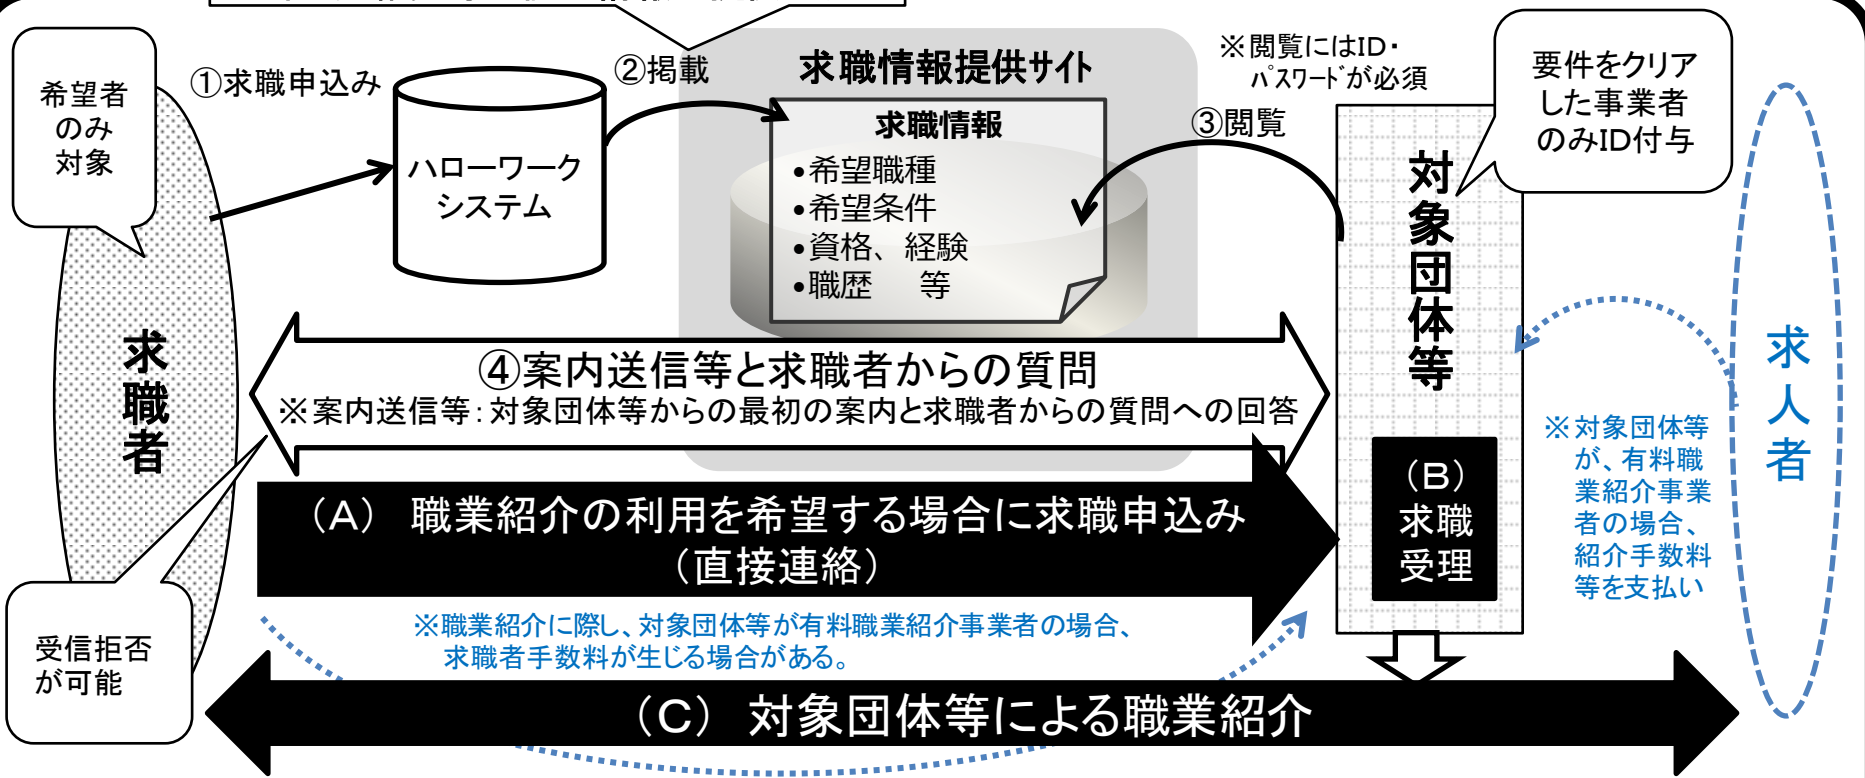 希望者
のみ
対象
①求職申込み
ハローワーク
システム
②掲載
求職情報提供サイト
求職情報
•希望職種
•希望条件
•資格、経験
•職歴　等
※閲覧にはID・
パスワードが必須
③閲覧
要件をクリア
した事業者
のみID付与
対象団体等
求職者
求人者
④案内送信等と求職者からの質問
※案内送信等：対象団体等からの最初の案内と求職者からの質問への回答
（A） 職業紹介の利用を希望する場合に求職申込み
（直接連絡）
（B）
求職
受理
※対象団体等
が、有料職
業紹介事業
者の場合、
紹介手数料
等を支払い
※職業紹介に際し、対象団体等が有料職業紹介事業者の場合、
求職者手数料が生じる場合がある。
受信拒否
が可能
（C） 対象団体等による職業紹介